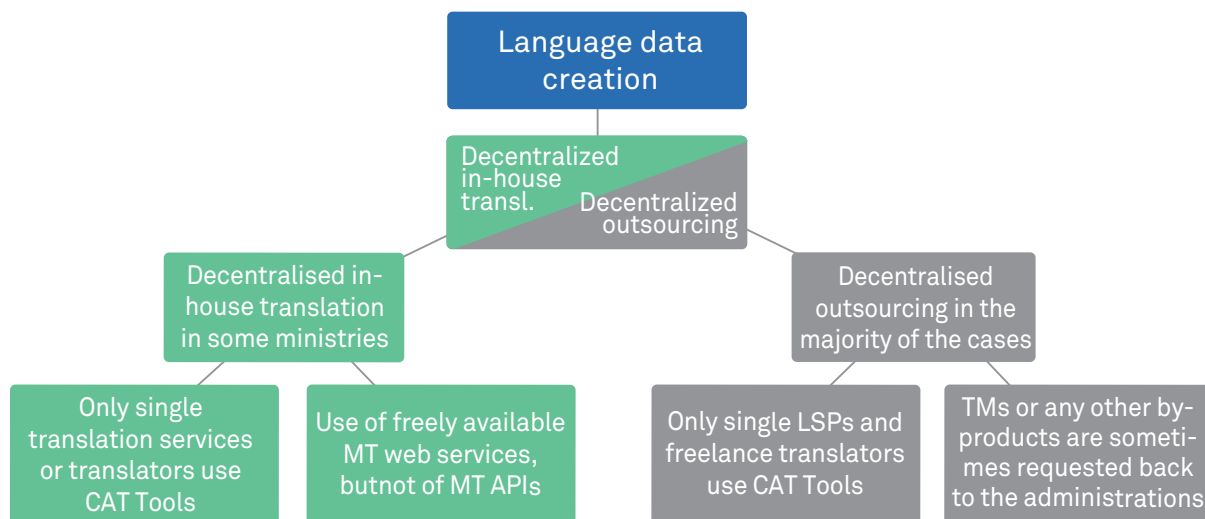 Language data
creation
Decentralized
in-house
transl.
Decentralized
outsourcing
Decentralised in-
house translation
in some ministries
Decentralised
outsourcing in the
majority of the cases
Only single
translation services
or translators use
CAT Tools
Use of freely available
MT web services,
butnot of MT APIs
Only single LSPs and
freelance translators
use CAT Tools
TMs or any other by-
products are someti-
mes requested back
to the administrations